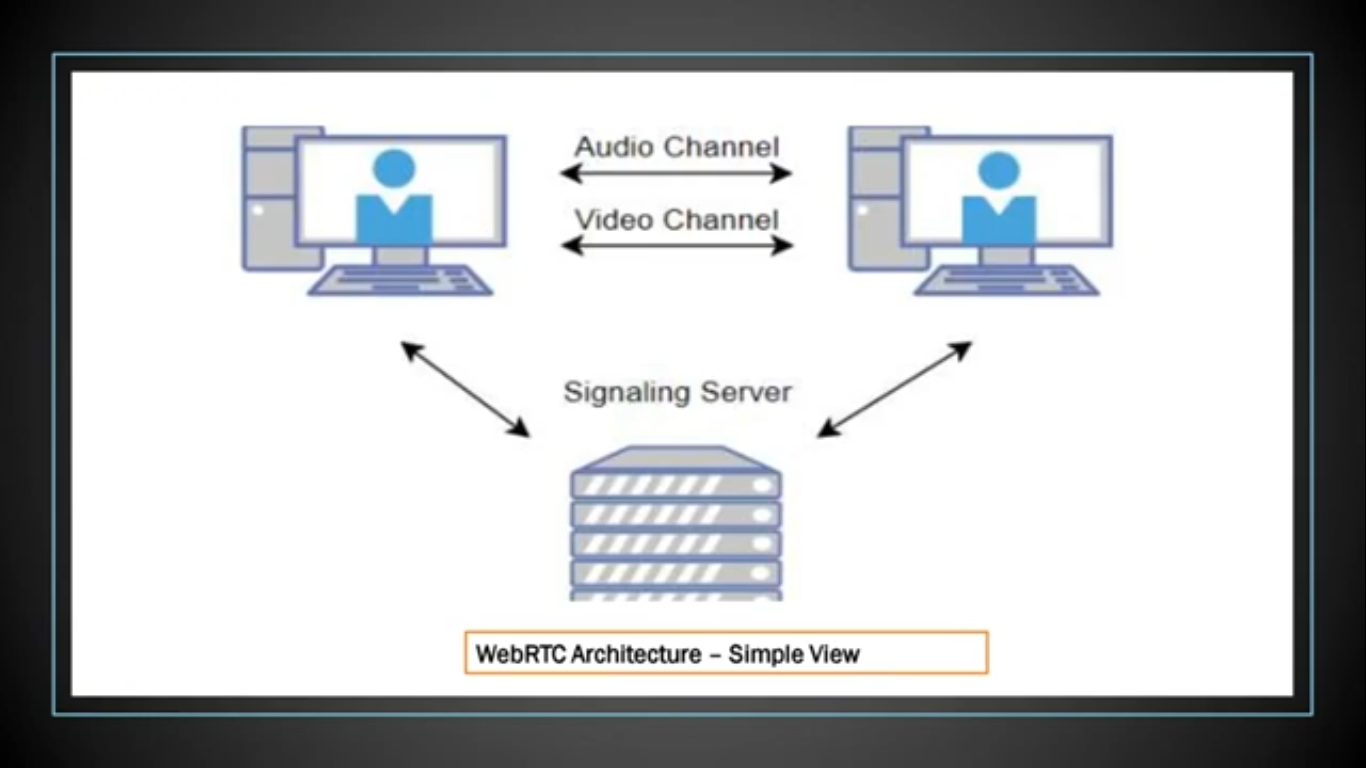 Audio Channel
Video Channel
Signaling Server
WebRTC Architecture – Simple View